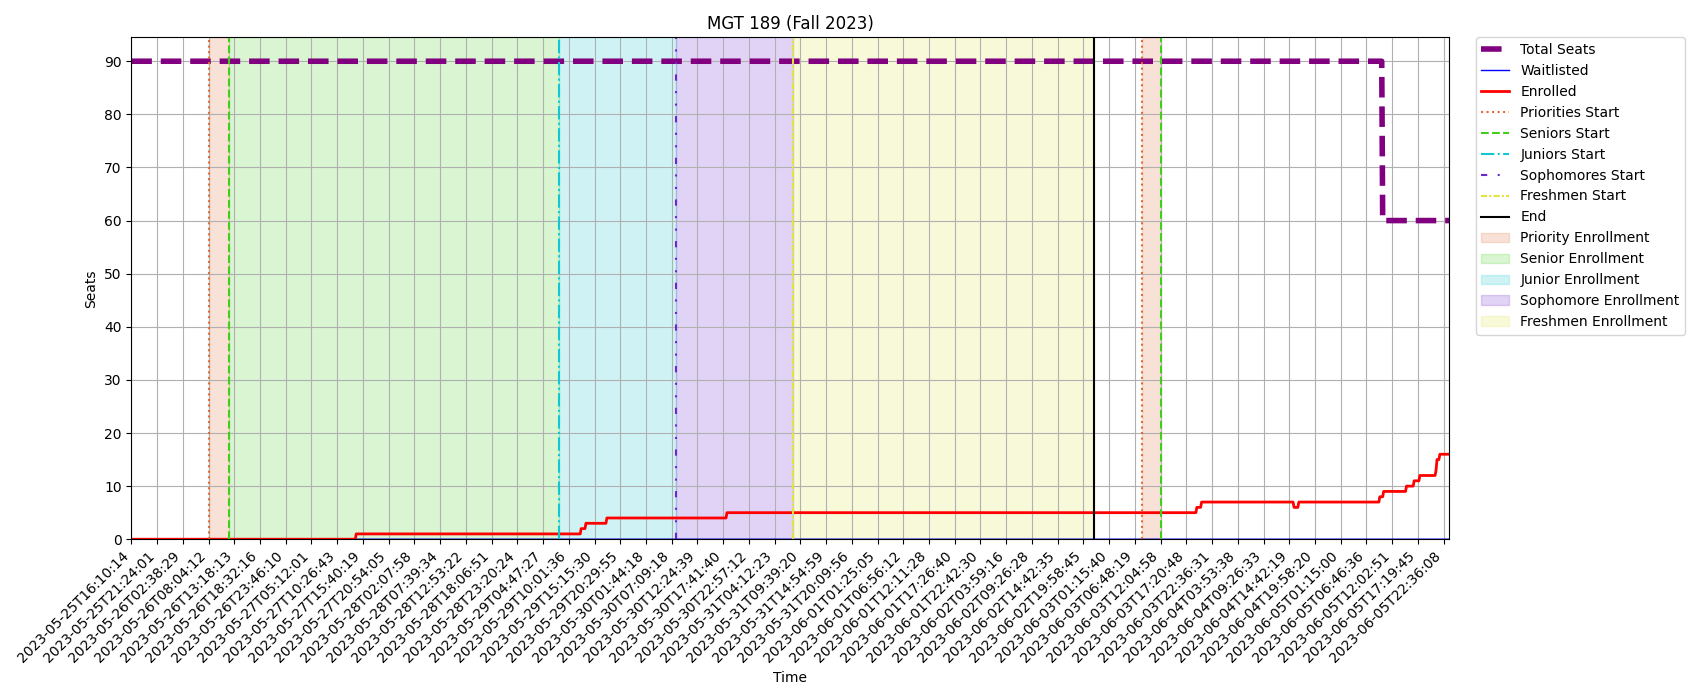 MGT 189 (Fall 2023)
Seats
90
80
70
60
50
40
30
20
10
0
2023-05-25T16:10:14
2023-05-25T21:24:01
2023-05-26T02:38:29
2023-05-26T08:04:12
2023-05-26T13:18:13
2023-05-26T18:32:16
2023-05-26T23:46:10
2023-05-27T05:12:01
2023-05-27T10:26:43
2023-05-27T15:40:19
2023-05-27T20:54:05
2023-05-28T02:07:58
2023-05-28T07:39:34
2023-05-28T12:53:22
2023-05-28T18:06:51
2023-05-28T23:20:24
2023-05-29T04:47:27
2023-05-29T10:01:36
2023-05-29T15:15:30
2023-05-29T20:29:55
2023-05-30T01:44:18
2023-05-30T07:09:18
2023-05-30T12:24:39
2023-05-30T17:41:40
2023-05-30T22:57:12
2023-05-31T04:12:23
2023-05-31T09:39:20
2023-05-31T14:54:59
2023-05-31T20:09:56
2023-06-01T01:25:05
2023-06-01T06:56:12
2023-06-01T12:11:28
2023-06-01T17:26:40
2023-06-01T22:42:30
2023-06-02T03:59:16
2023-06-02T09:26:28
2023-06-02T14:42:35
2023-06-02T19:58:45
2023-06-03T01:15:40
2023-06-03T06:48:19
2023-06-03T12:04:58
2023-06-03T17:20:48
2023-06-03T22:36:31
2023-06-04T03:53:38
2023-06-04T09:26:33
2023-06-04T14:42:19
2023-06-04T19:58:20
2023-06-05T01:15:00
2023-06-05T06:46:36
2023-06-05T12:02:51
2023-06-05T17:19:45
2023-06-05T22:36:08
Time
Total Seats
Waitlisted
Enrolled
Priorities Start
Seniors Start
Juniors Start
Sophomores Start
Freshmen Start
End
Priority Enrollment
Senior Enrollment
Junior Enrollment
Sophomore Enrollment
Freshmen Enrollment